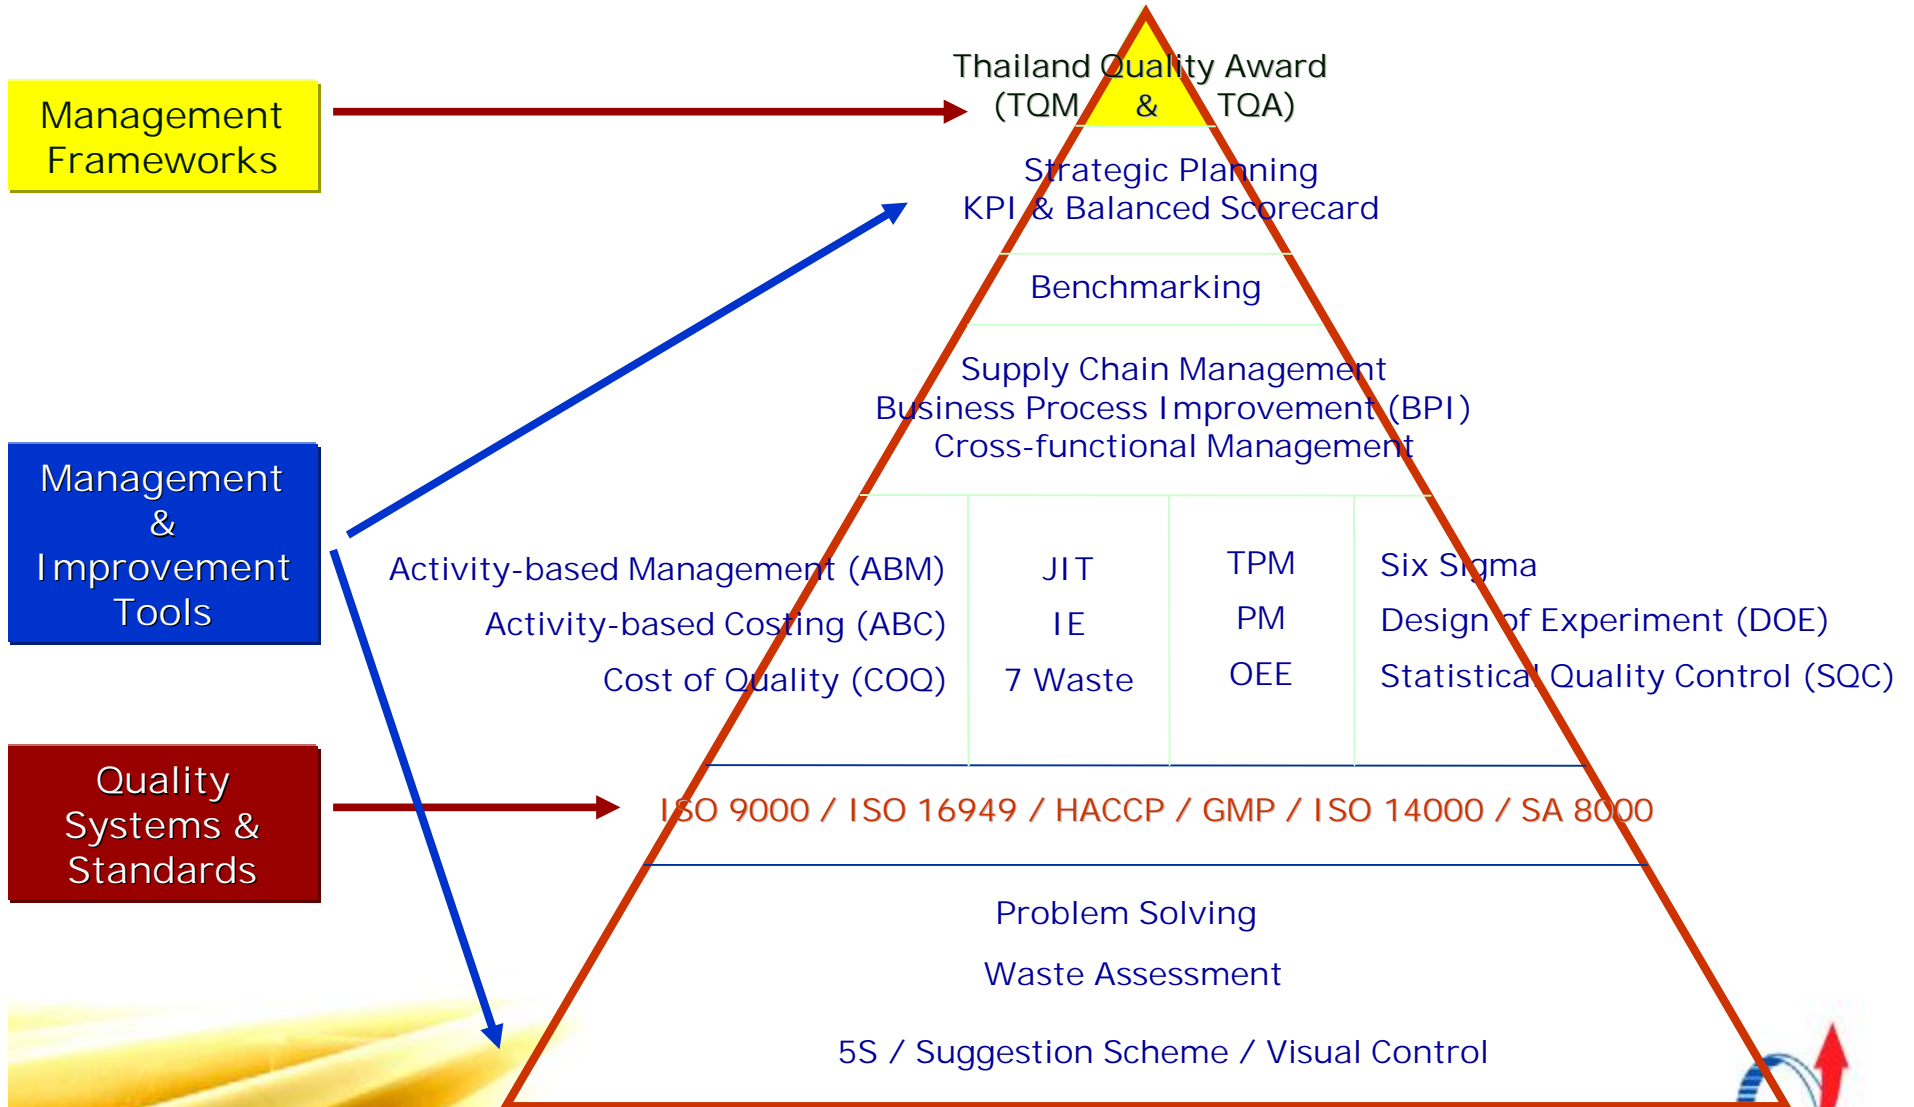 Management
Frameworks
Thailand Quality Award
(TQM & TQA)
Strategic Planning
KPI & Balanced Scorecard
Benchmarking
Supply Chain Management
Business Process Improvement (BPI)
Cross-functional Management
Management
&
Improvement
Tools
Activity-based Management (ABM)
Activity-based Costing (ABC)
Cost of Quality (COQ)
JIT
IE
7 Waste
TPM
PM
OEE
Six Sigma
Design of Experiment (DOE)
Statistical Quality Control (SQC)
Quality
Systems &
Standards
ISO 9000 / ISO 16949 / HACCP / GMP / ISO 14000 / SA 8000
Problem Solving
Waste Assessment
5S / Suggestion Scheme / Visual Control